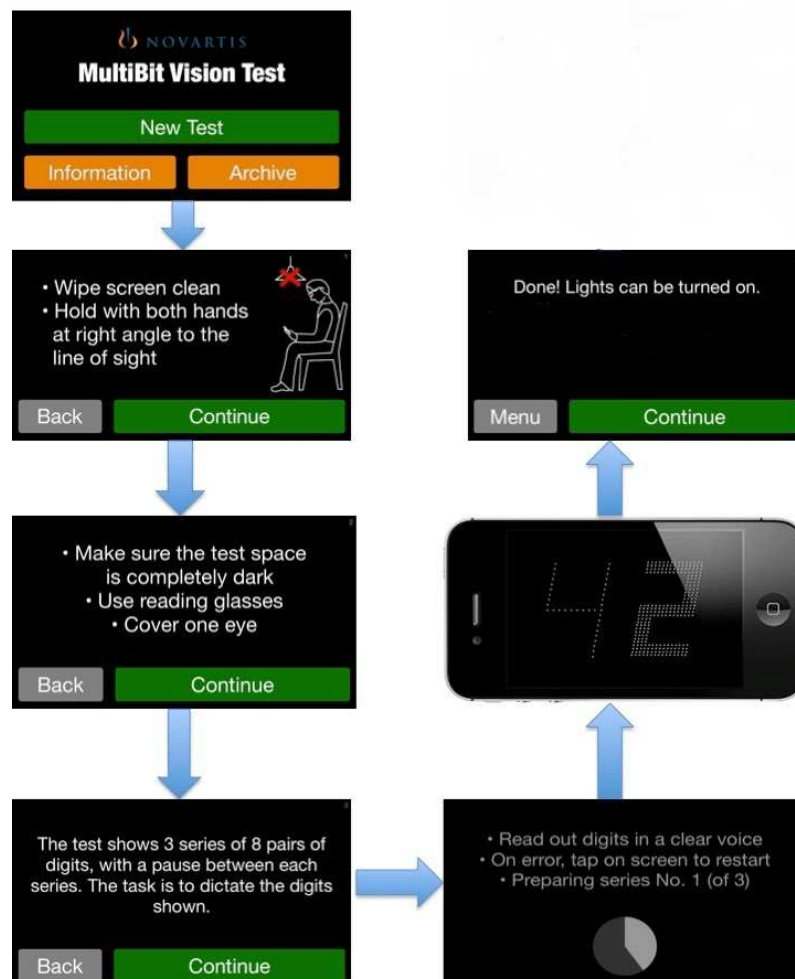 NOVARTIS
MultiBit Vision Test
New Test
Information
Archive
• Wipe screen clean
• Hold with both hands
at right angle to the
line of sight
Back
Continue
• Make sure the test space
is completely dark
• Use reading glasses
• Cover one eye
Back
Continue
The test shows 3 series of 8 pairs of
digits, with a pause between each
series. The task is to dictate the digits
shown.
Back
Continue
• Read out digits in a clear voice
• On error, tap on screen to restart
• Preparing series No. 1 (of 3)
42
Done! Lights can be turned on.
Menu
Continue